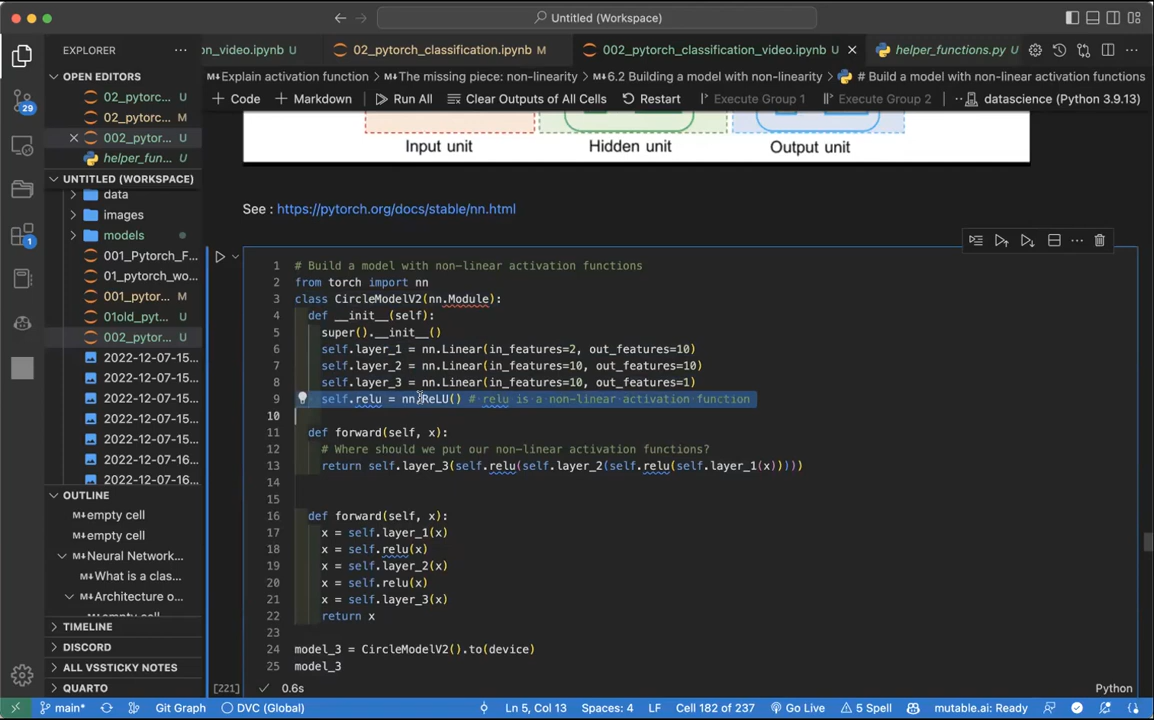 Untitled (Workspace)
EXPLORER
on_video.ipynb U
02_pytorch_classification.ipynb M
002_pytorch_classification_video.ipynb U
helper_functions.py U
OPEN EDITORS
Explain activation function > M↓The missing piece: non-linearity > M↓6.2 Building a model with non-linearity > # Build a model with non-linear activation functions
+ Code + Markdown Run All Clear Outputs of All Cells Restart Execute Group 1 Execute Group 2 datascience (Python 3.9.13)
02_pytorc... U
02_pytorc... M
002_pytor... U
helper_fun... U
UNTITLED (WORKSPACE)
data
images
models
001_Pytorch_F...
01_pytorch_wo...
001_pytor... M
01old_pyt... U
002_pytor... U
2022-12-07-15...
2022-12-07-15...
2022-12-07-15...
2022-12-07-15...
2022-12-07-15...
2022-12-07-16...
2022-12-07-16...
OUTLINE
empty cell
empty cell
Neural Network...
What is a clas...
Architecture o...
empty cell
TIMELINE
DISCORD
ALL VSSTICKY NOTES
QUARTO
29
1
Input unit
Hidden unit
Output unit
See : https://pytorch.org/docs/stable/nn.html
1 # Build a model with non-linear activation functions
2 from torch import nn
3 class CircleModelV2(nn.Module):
4 def __init__(self):
5 super().__init__()
6 self.layer_1 = nn.Linear(in_features=2, out_features=10)
7 self.layer_2 = nn.Linear(in_features=10, out_features=10)
8 self.layer_3 = nn.Linear(in_features=10, out_features=1)
9 self.relu = nn.ReLU() # relu is a non-linear activation function
10
11 def forward(self, x):
12 # Where should we put our non-linear activation functions?
13 return self.layer_3(self.relu(self.layer_2(self.relu(self.layer_1(x)))))
14
15
16 def forward(self, x):
17 x = self.layer_1(x)
18 x = self.relu(x)
19 x = self.layer_2(x)
20 x = self.relu(x)
21 x = self.layer_3(x)
22 return x
23
24 model_3 = CircleModelV2().to(device)
25 model_3
[221] 0.6s Python
main* Git Graph DVC (Global) Ln 5, Col 13 Spaces: 4 LF Cell 182 of 237 Go Live 5 Spell mutable.ai: Ready